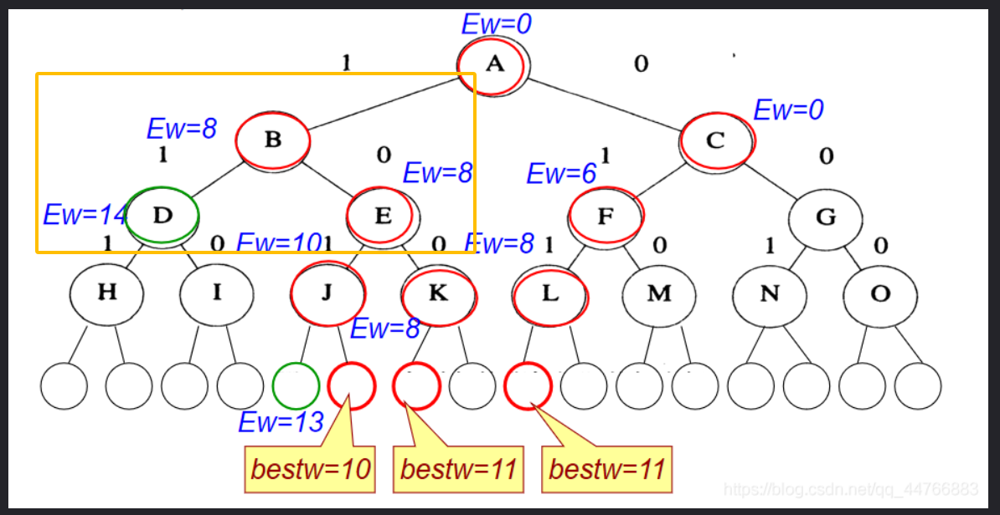 Ew=0
1 A 0
Ew=8 B C Ew=0
1 0 1 0
Ew=14 D Ew=8 E Ew=6 F G
1 0 Ew=10 1 0 Ew=8 1 0 1 0
H I J K L M N O
Ew=8
Ew=13
bestw=10 bestw=11 bestw=11
https://blog.csdn.net/qq_44766883